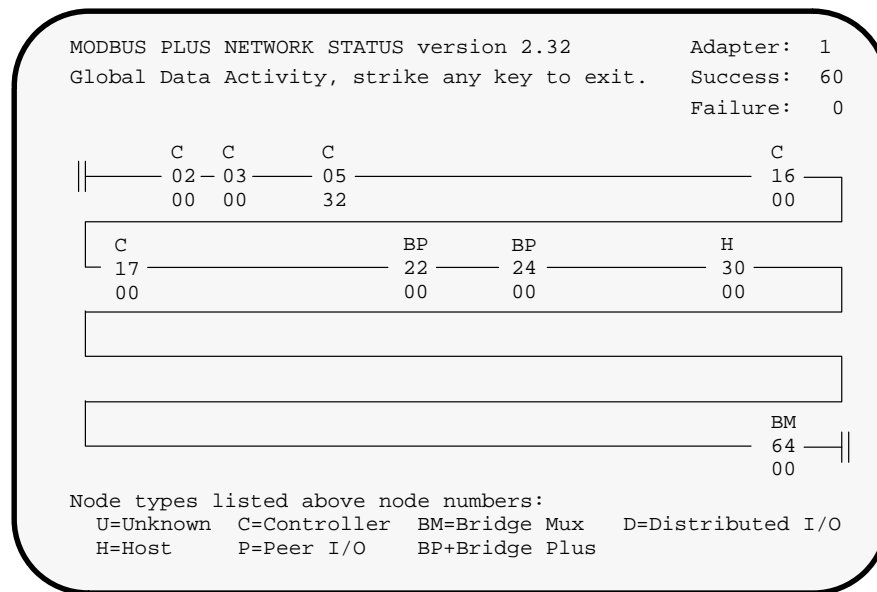 MODBUS PLUS NETWORK STATUS version 2.32 Adapter: 1
Global Data Activity, strike any key to exit. Success: 60
Failure: 0
C C C C
02 03 05 16
00 00 32 00
C BP BP H
17 22 24 30
00 00 00 00
BM
64
00
Node types listed above node numbers:
U=Unknown C=Controller BM=Bridge Mux D=Distributed I/O
H=Host P=Peer I/O BP+Bridge Plus